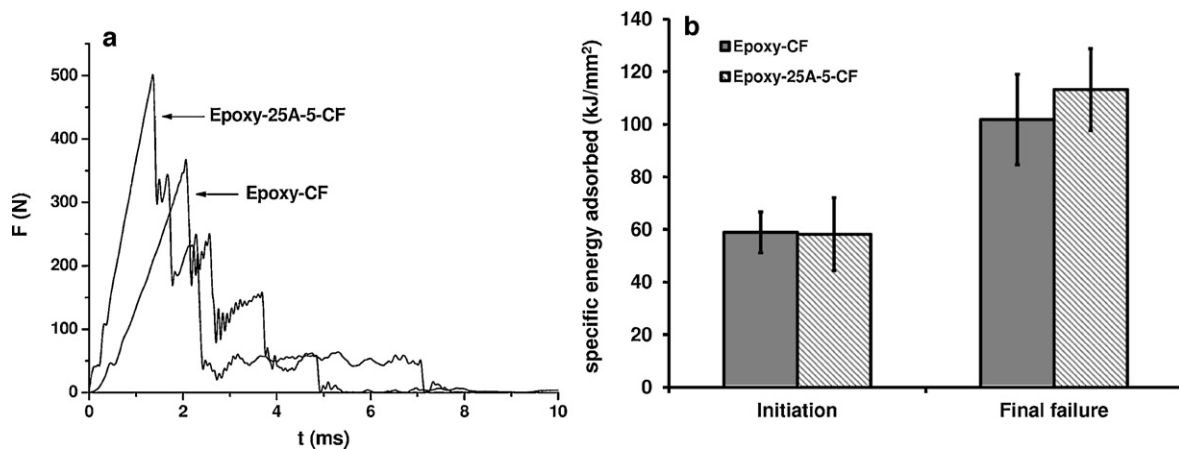 a
Epoxy-25A-5-CF
Epoxy-CF
F (N)
500
400
300
200
100
0
0 2 4 6 8 10
t (ms)
b
Epoxy-CF
Epoxy-25A-5-CF
specific energy adsorbed (kJ/mm²)
140
120
100
80
60
40
20
0
Initiation Final failure